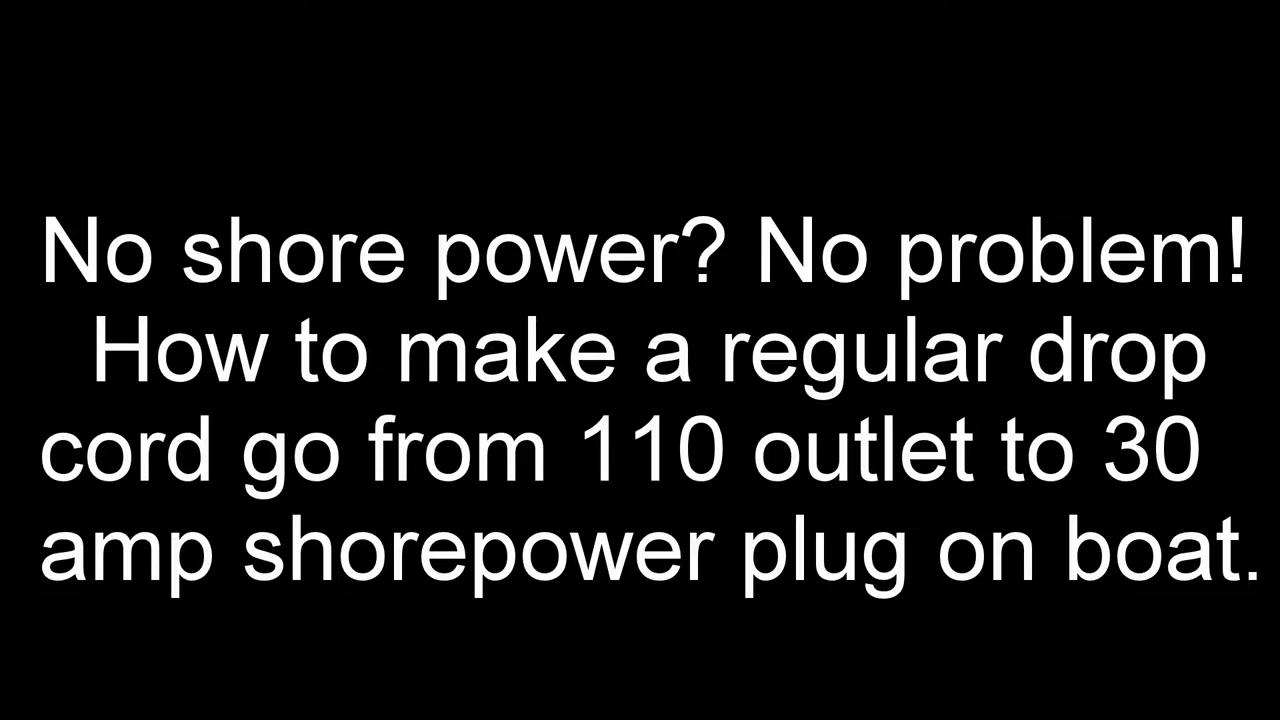 No shore power? No problem!
How to make a regular drop
cord go from 110 outlet to 30
amp shorepower plug on boat.